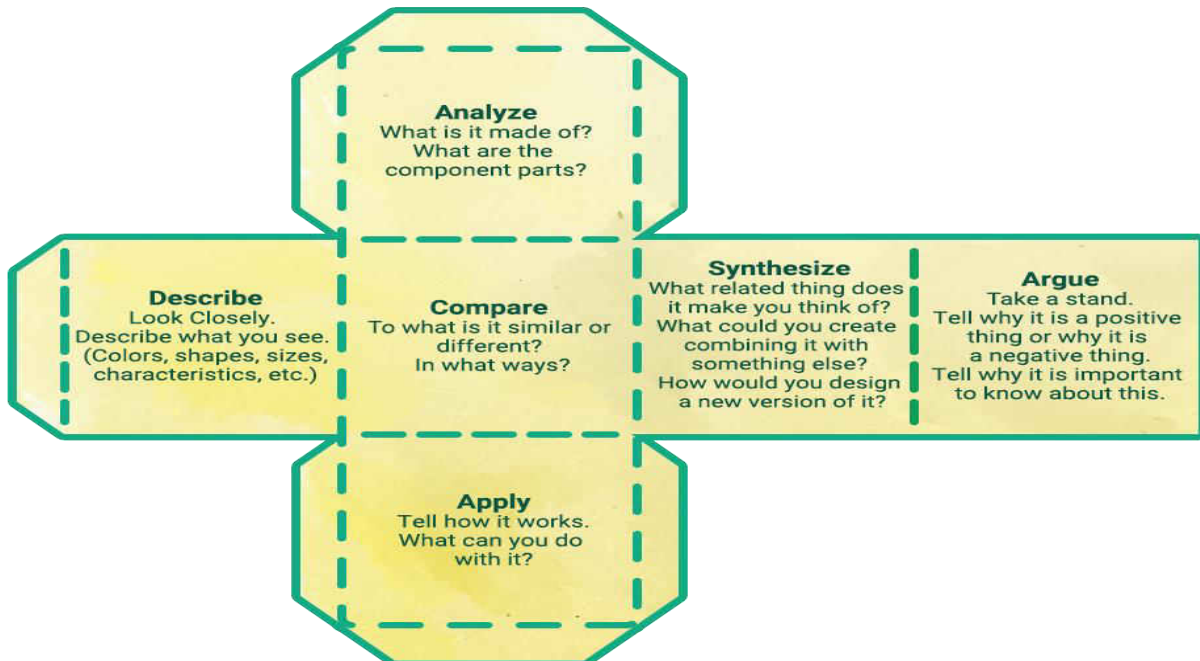 Analyze
What is it made of?
What are the
component parts?
Describe
Look Closely.
Describe what you see.
(Colors, shapes, sizes,
characteristics, etc.)
Compare
To what is it similar or
different?
In what ways?
Synthesize
What related thing does
it make you think of?
What could you create
combining it with
something else?
How would you design
a new version of it?
Argue
Take a stand.
Tell why it is a positive
thing or why it is
a negative thing.
Tell why it is important
to know about this.
Apply
Tell how it works.
What can you do
with it?